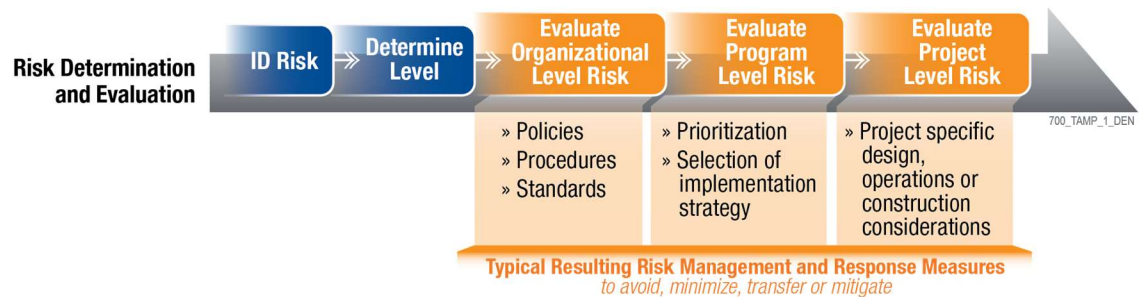 Risk Determination
and Evaluation
ID Risk
Determine
Level
Evaluate
Organizational
Level Risk
Evaluate
Program
Level Risk
Evaluate
Project
Level Risk
700_TAMP_1_DEN
» Policies
» Procedures
» Standards
» Prioritization
» Selection of
implementation
strategy
» Project specific
design,
operations or
construction
considerations
Typical Resulting Risk Management and Response Measures
to avoid, minimize, transfer or mitigate